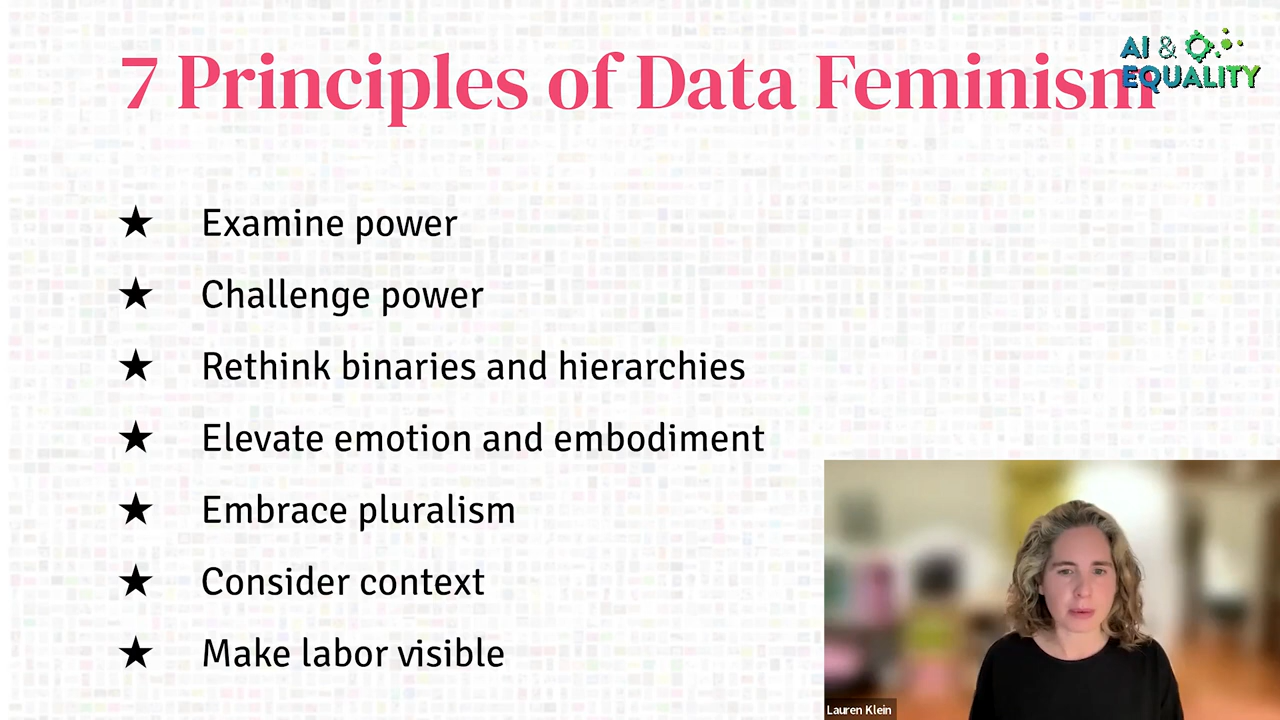 7 Principles of Data Feminism
AI &
EQUALITY
★ Examine power
★ Challenge power
★ Rethink binaries and hierarchies
★ Elevate emotion and embodiment
★ Embrace pluralism
★ Consider context
★ Make labor visible
Lauren Klein